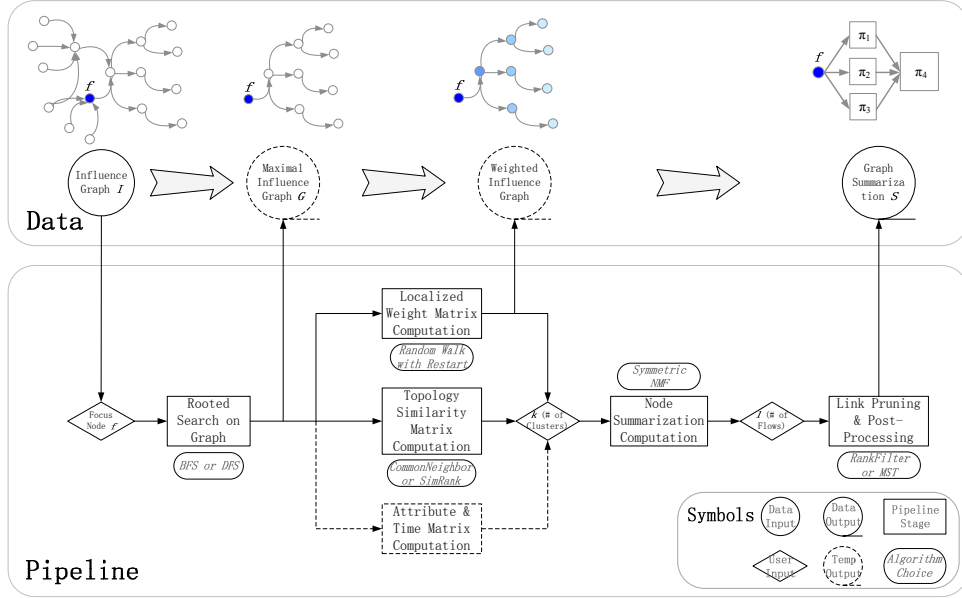 f
f
f
f
π1
π2
π3
π4
Influence
Graph I
Maximal
Influence
Graph G
Weighted
Influence
Graph
Graph
Summariza
tion S
Data
Localized
Weight Matrix
Computation
Random Walk
with Restart
Focus
Node f
Rooted
Search on
Graph
BFS or DFS
Topology
Similarity
Matrix
Computation
CommonNeighbor
or SimRank
Attribute &
Time Matrix
Computation
k (# of
Clusters)
Symmetric
NMF
Node
Summarization
Computation
l (# of
Flows)
Link Pruning
& Post-
Processing
RankFilter
or MST
Pipeline
Symbols
Data
Input
Data
Output
Pipeline
Stage
User
Input
Temp
Output
Algorithm
Choice